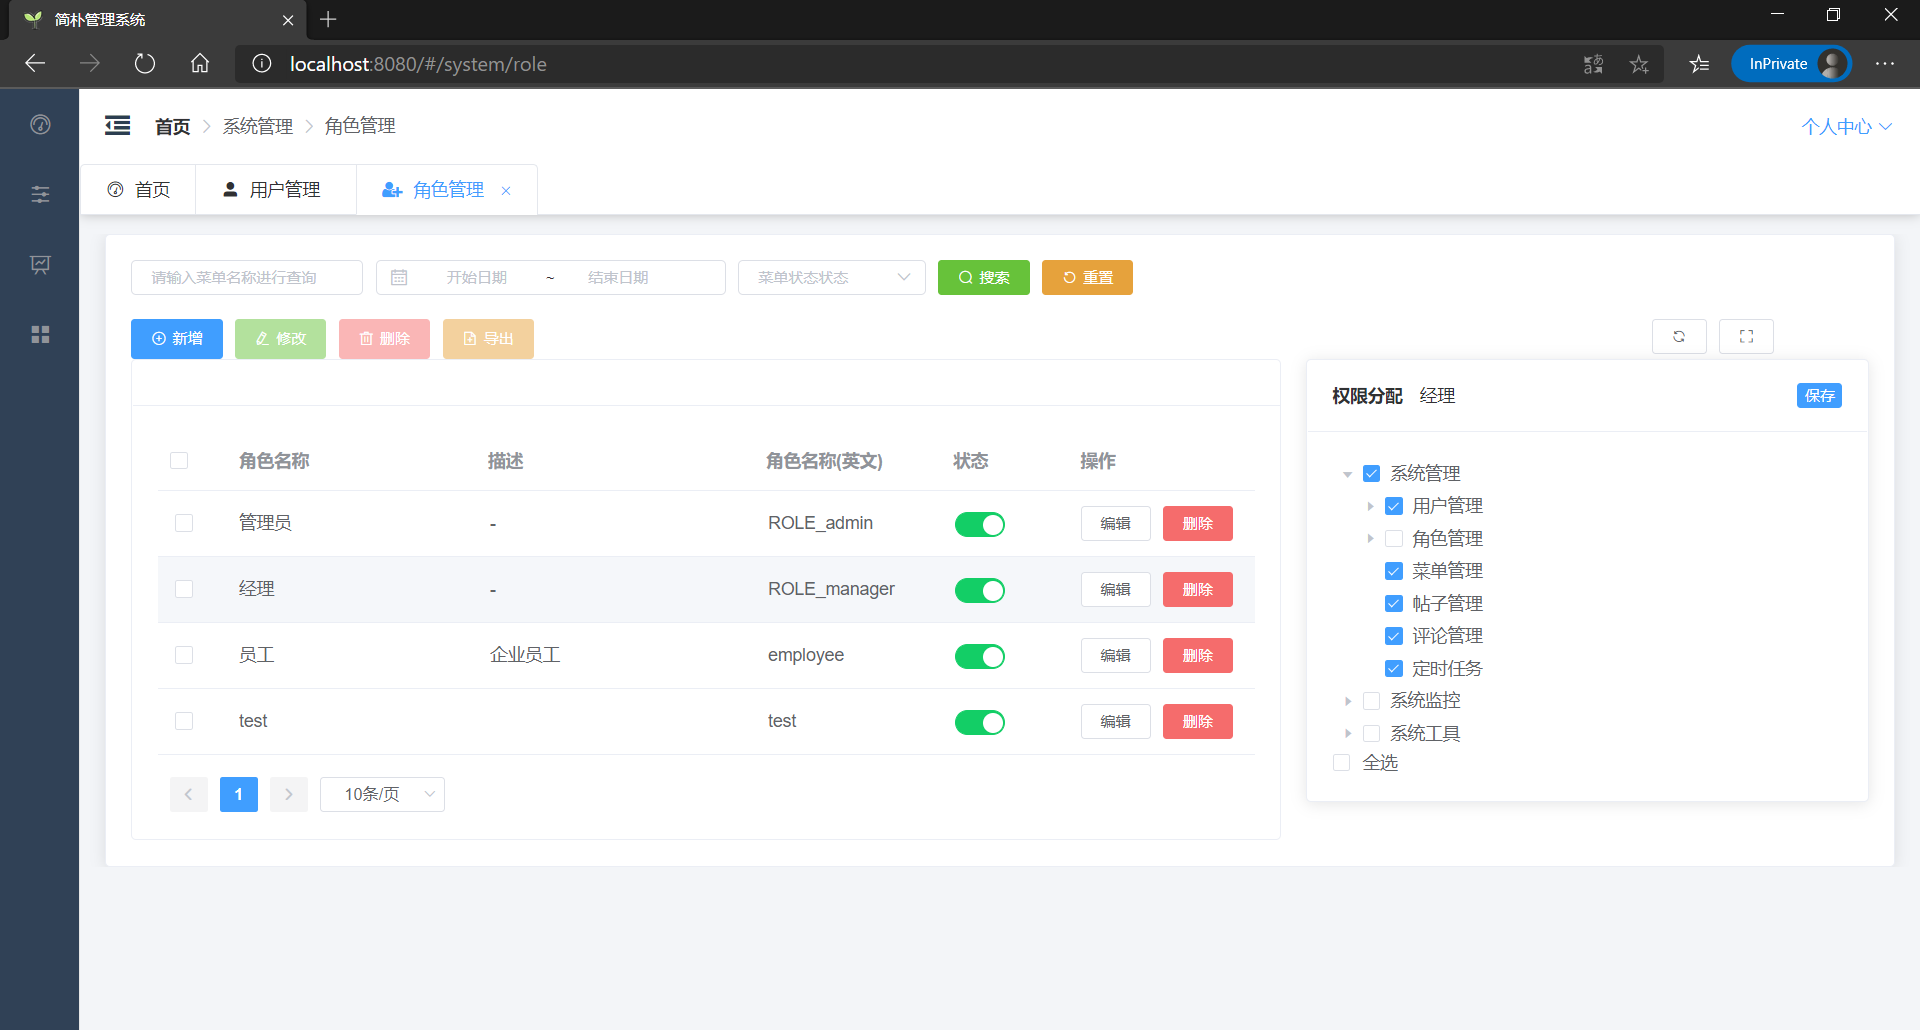 简朴管理系统
localhost:8080/#/system/role
InPrivate
首页 系统管理 角色管理
个人中心
首页 用户管理 角色管理
请输入菜单名称进行查询 开始日期 ~ 结束日期 菜单状态状态 搜索 重置
新增 修改 删除 导出
权限分配 经理 保存
角色名称 描述 角色名称(英文) 状态 操作
管理员 - ROLE_admin 编辑 删除
经理 - ROLE_manager 编辑 删除
员工 企业员工 employee 编辑 删除
test test 编辑 删除
1 10条/页
系统管理
用户管理
角色管理
菜单管理
帖子管理
评论管理
定时任务
系统监控
系统工具
全选